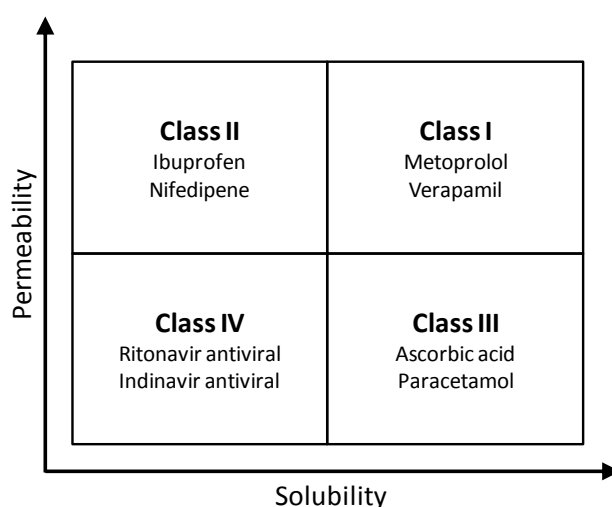 Permeability
Class II
Ibuprofen
Nifedipene
Class I
Metoprolol
Verapamil
Class IV
Ritonavir antiviral
Indinavir antiviral
Class III
Ascorbic acid
Paracetamol
Solubility